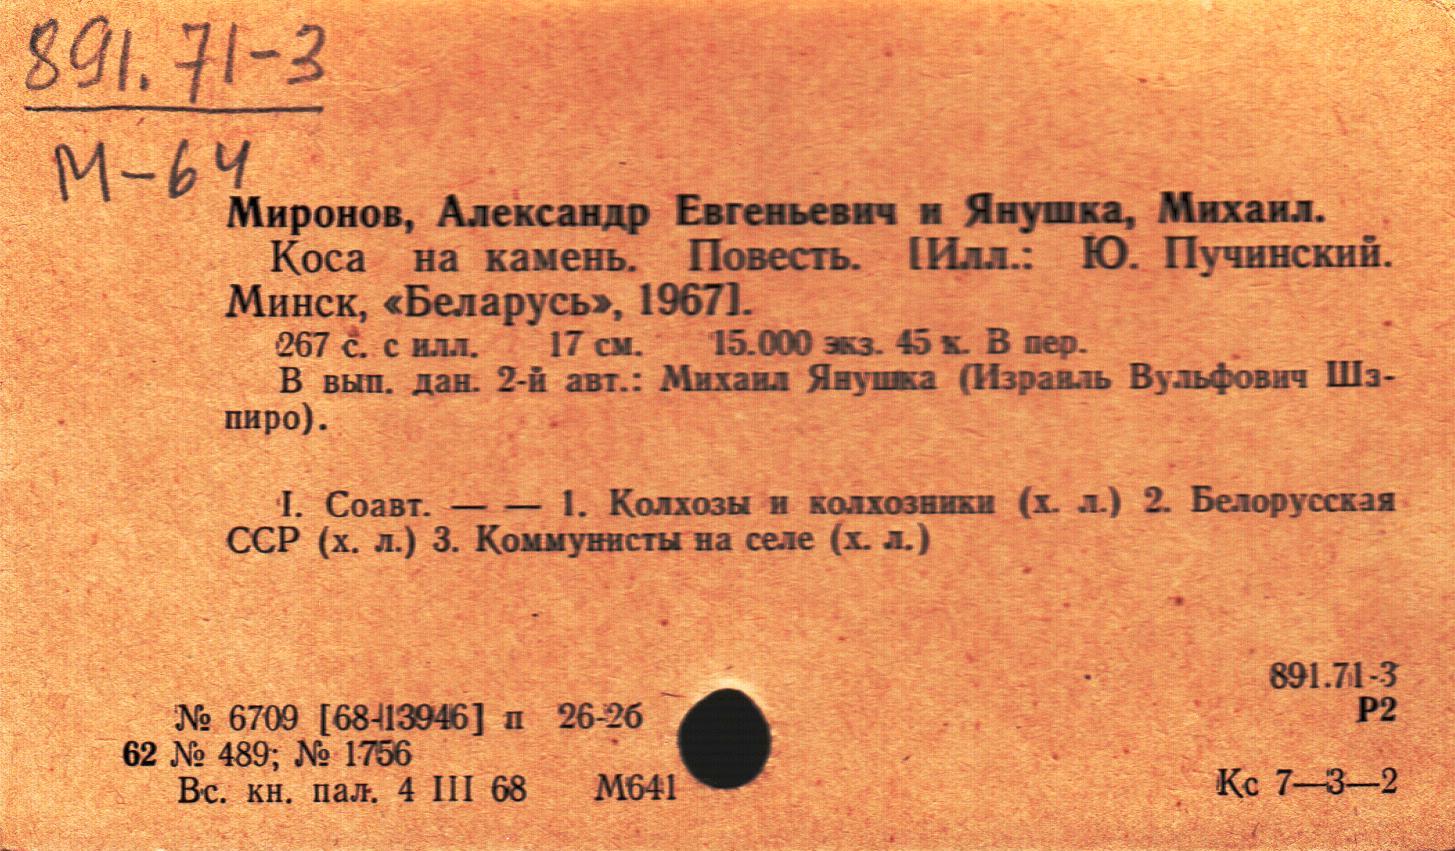 891.71-3
М-64
Миронов, Александр Евгеньевич и Янушка, Михаил.
Коса на камень. Повесть. [Илл.: Ю. Пучинский.
Минск, «Беларусь», 1967].
267 с. с илл. 17 см. 15.000 экз. 45 к. В пер.
В вып. дан. 2-й авт.: Михаил Янушка (Израиль Вульфович Шэ-
пиро).
I. Соавт. — — 1. Колхозы и колхозники (х. л.) 2. Белорусская
ССР (х. л.) 3. Коммунисты на селе (х. л.)
891.71-3
Р2
№ 6709 [68-13946] п 26-2б
62 № 489; № 1756
Вс. кн. пал. 4 III 68 М641
Кс 7—3—2